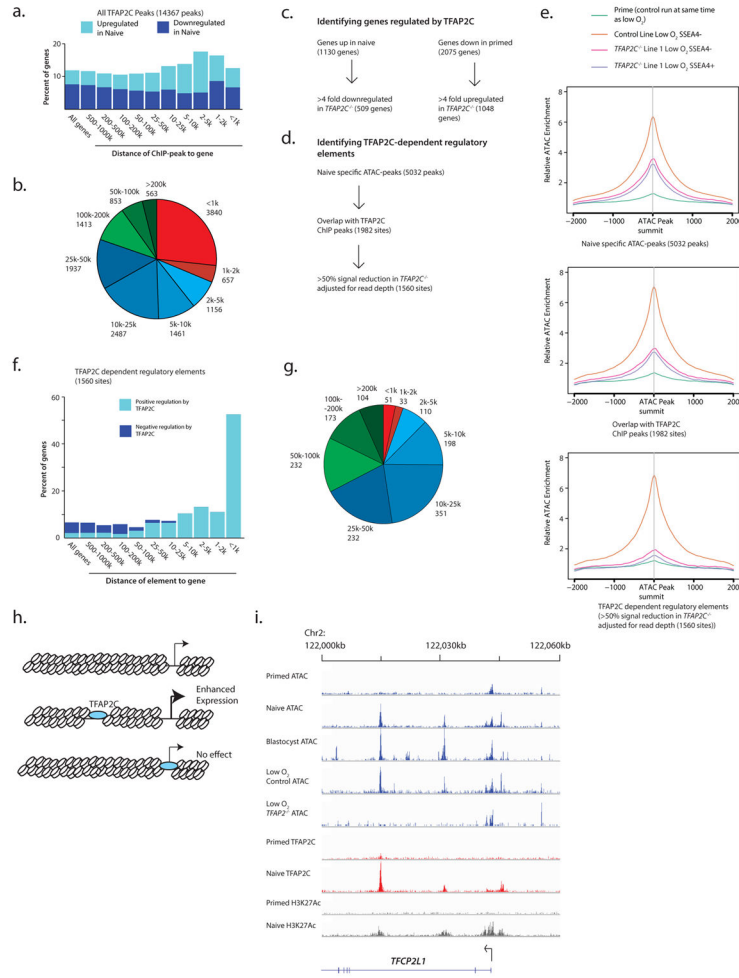 a.
All TFAP2C Peaks (14367 peaks)
Upregulated in Naive
Downregulated in Naive
Percent of genes
50
40
30
20
10
0
All genes
500-1000k
200-500k
100-200k
50-100k
25-50k
10-25k
5-10k
2-5k
1-2k
<1k
Distance of ChIP-peak to gene
b.
>200k
563
50k-100k
853
100k-200k
1413
25k-50k
1937
10k-25k
2487
5k-10k
1461
2k-5k
1156
1k-2k
657
<1k
3840
c.
Identifying genes regulated by TFAP2C
Genes up in naive
(1130 genes)
Genes down in primed
(2075 genes)
>4 fold downregulated
in TFAP2C-/- (509 genes)
>4 fold upregulated
in TFAP2C-/- (1048
genes)
d.
Identifying TFAP2C-dependent regulatory
elements
Naive specific ATAC-peaks (5032 peaks)
Overlap with TFAP2C
ChIP peaks (1982 sites)
>50% signal reduction in TFAP2C-/-
adjusted for read depth (1560 sites)
e.
Prime (control run at same time
as low O2)
Control Line Low O2 SSEA4-
TFAP2C-/- Line 1 Low O2 SSEA4-
TFAP2C-/- Line 1 Low O2 SSEA4+
Relative ATAC Enrichment
8
6
4
2
−2000
−1000
ATAC Peak
summit
1000
2000
Naive specific ATAC-peaks (5032 peaks)
Relative ATAC Enrichment
8
6
4
2
−2000
−1000
ATAC Peak
summit
1000
2000
Overlap with TFAP2C
ChIP peaks (1982 sites)
Relative ATAC Enrichment
8
6
4
2
−2000
−1000
ATAC Peak
summit
1000
2000
TFAP2C dependent regulatory elements
(>50% signal reduction in TFAP2C-/-
adjusted for read depth (1560 sites))
f.
TFAP2C dependent regulatory elements
(1560 sites)
Positive regulation by
TFAP2C
Negative regulation by
TFAP2C
Percent of genes
60
40
20
0
All genes
500-1000k
200-500k
100-200k
50-100k
25-50k
10-25k
5-10k
2-5k
1-2k
<1k
Distance of element to gene
g.
>200k
104
100k-
-200k
173
50k-100k
232
25k-50k
232
10k-25k
351
5k-10k
198
2k-5k
110
1k-2k
33
<1k
51
h.
TFAP2C
Enhanced
Expression
No effect
i.
Chr2:
122,000kb
122,030kb
122,060kb
Primed ATAC
Naive ATAC
Blastocyst ATAC
Low O2
Control ATAC
Low O2
TFAP2-/- ATAC
Primed TFAP2C
Naive TFAP2C
Primed H3K27Ac
Naive H3K27Ac
TFCP2L1